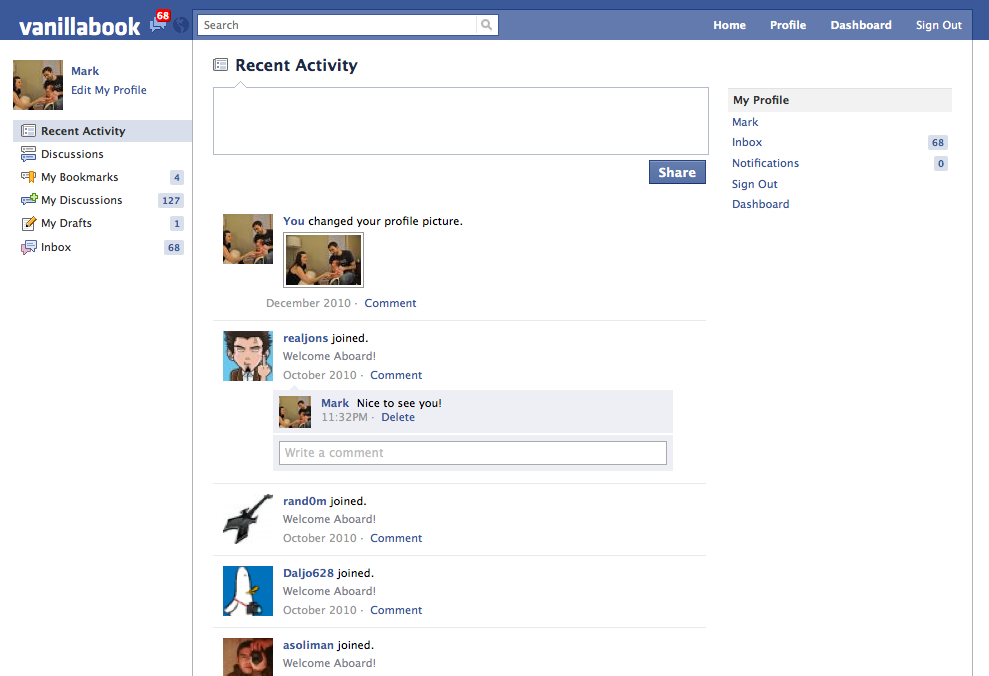 vanillabook 68 Search Home Profile Dashboard Sign Out
Mark
Edit My Profile
Recent Activity
Discussions
My Bookmarks 4
My Discussions 127
My Drafts 1
Inbox 68
Recent Activity
Share
You changed your profile picture.
December 2010 · Comment
realjons joined.
Welcome Aboard!
October 2010 · Comment
Mark Nice to see you!
11:32PM · Delete
Write a comment
rand0m joined.
Welcome Aboard!
October 2010 · Comment
Daljo628 joined.
Welcome Aboard!
October 2010 · Comment
asoliman joined.
Welcome Aboard!
My Profile
Mark
Inbox 68
Notifications 0
Sign Out
Dashboard